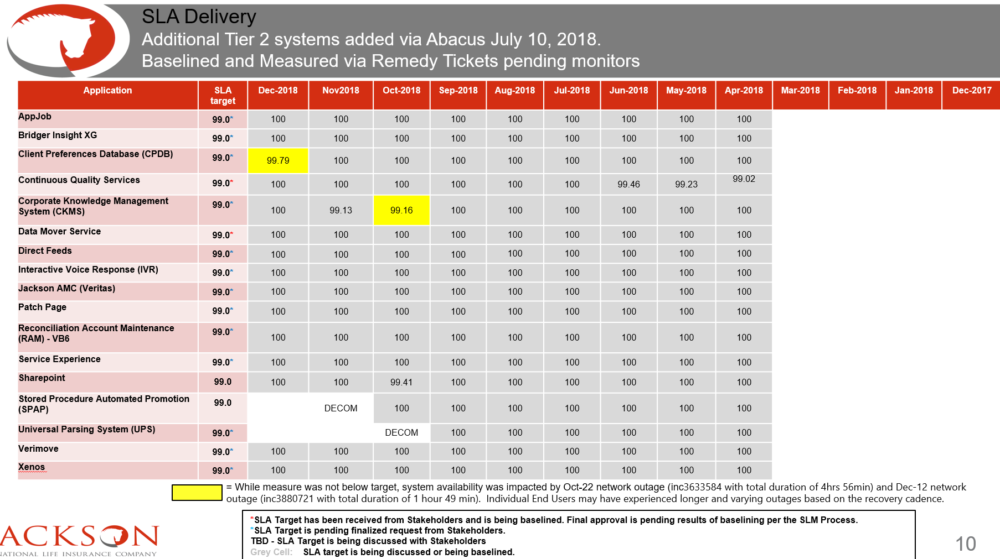 SLA Delivery
Additional Tier 2 systems added via Abacus July 10, 2018.
Baselined and Measured via Remedy Tickets pending monitors
Application SLA target Dec-2018 Nov2018 Oct-2018 Sep-2018 Aug-2018 Jul-2018 Jun-2018 May-2018 Apr-2018 Mar-2018 Feb-2018 Jan-2018 Dec-2017
AppJob 99.0* 100 100 100 100 100 100 100 100 100
Bridger Insight XG 99.0* 100 100 100 100 100 100 100 100 100
Client Preferences Database (CPDB) 99.0* 99.79 100 100 100 100 100 100 100 100
Continuous Quality Services 99.0* 100 100 100 100 100 100 99.46 99.23 99.02
Corporate Knowledge Management System (CKMS) 99.0* 100 99.13 99.16 100 100 100 100 100 100
Data Mover Service 99.0* 100 100 100 100 100 100 100 100 100
Direct Feeds 99.0* 100 100 100 100 100 100 100 100 100
Interactive Voice Response (IVR) 99.0* 100 100 100 100 100 100 100 100 100
Jackson AMC (Veritas) 99.0* 100 100 100 100 100 100 100 100 100
Patch Page 99.0* 100 100 100 100 100 100 100 100 100
Reconciliation Account Maintenance (RAM) - VB6 99.0* 100 100 100 100 100 100 100 100 100
Service Experience 99.0* 100 100 100 100 100 100 100 100 100
Sharepoint 99.0 100 100 99.41 100 100 100 100 100 100
Stored Procedure Automated Promotion (SPAP) 99.0 DECOM 100 100 100 100 100 100 100
Universal Parsing System (UPS) 99.0* DECOM 100 100 100 100 100 100
Verimove 99.0* 100 100 100 100 100 100 100 100 100
Xenos 99.0* 100 100 100 100 100 100 100 100 100
= While measure was not below target, system availability was impacted by Oct-22 network outage (inc3633584 with total duration of 4hrs 56min) and Dec-12 network
outage (inc3880721 with total duration of 1 hour 49 min). Individual End Users may have experienced longer and varying outages based on the recovery cadence.
*SLA Target has been received from Stakeholders and is being baselined. Final approval is pending results of baselining per the SLM Process.
*SLA Target is pending finalized request from Stakeholders.
TBD - SLA Target is being discussed with Stakeholders
Grey Cell: SLA target is being discussed or being baselined.
ACKSON
NATIONAL LIFE INSURANCE COMPANY
10